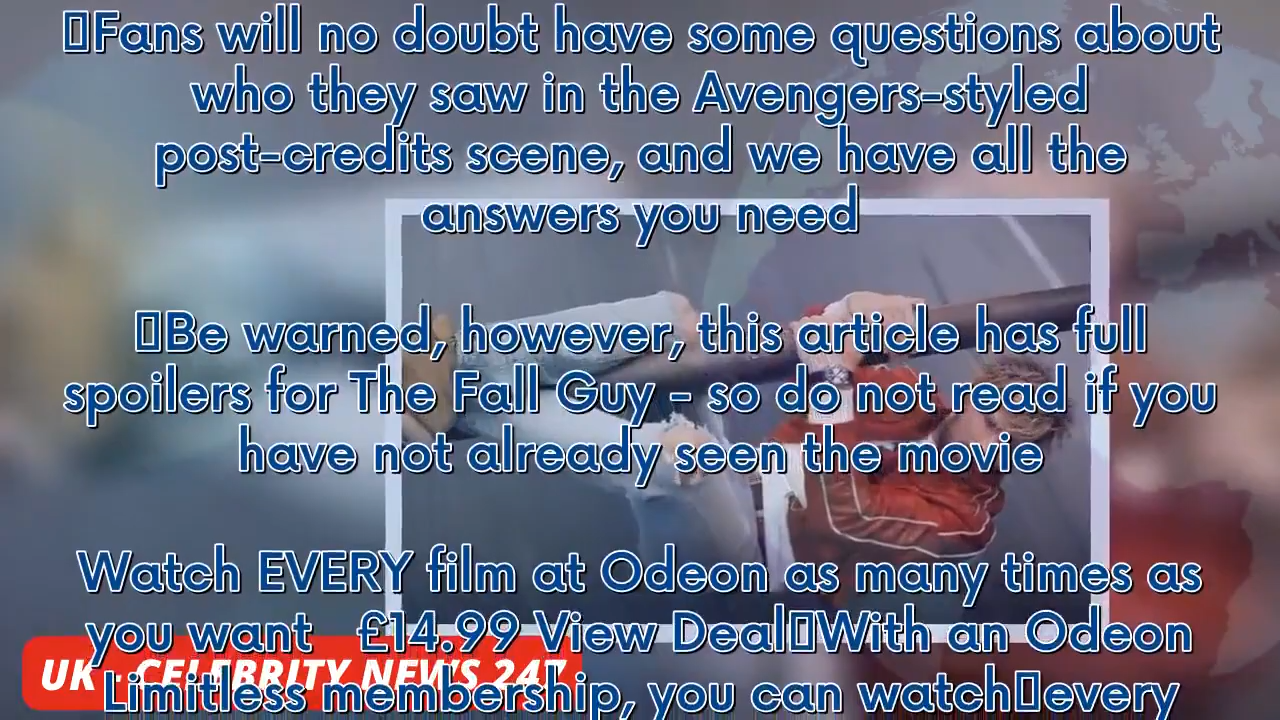 Fans will no doubt have some questions about
who they saw in the Avengers-styled
post-credits scene, and we have all the
answers you need
Be warned, however, this article has full
spoilers for The Fall Guy - so do not read if you
have not already seen the movie
Watch EVERY film at Odeon as many times as
you want £14.99 View Deal With an Odeon
Limitless membership, you can watch every
UK - CELEBRITY NEWS 247